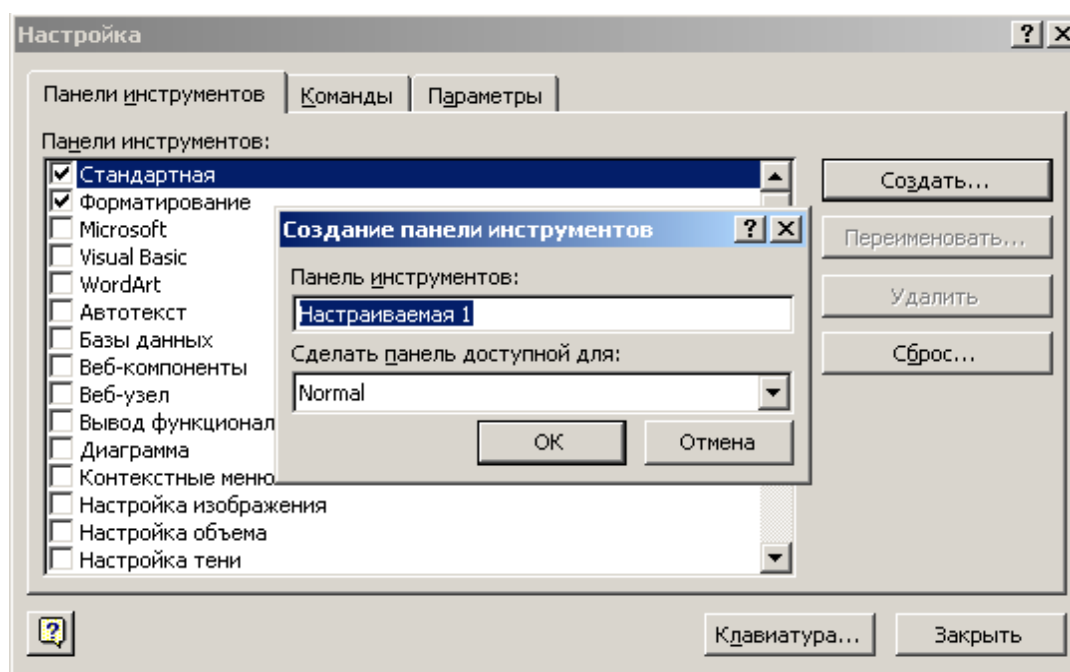 Настройка
Панели инструментов Команды Параметры
Панели инструментов:
Стандартная
Форматирование
Microsoft
Visual Basic
WordArt
Автотекст
Базы данных
Веб-компоненты
Веб-узел
Вывод функционал
Диаграмма
Контекстные меню
Настройка изображения
Настройка объема
Настройка тени
Создать...
Переименовать...
Удалить
Сброс...
Создание панели инструментов
Панель инструментов:
Настраиваемая 1
Сделать панель доступной для:
Normal
ОК Отмена
Клавиатура... Закрыть